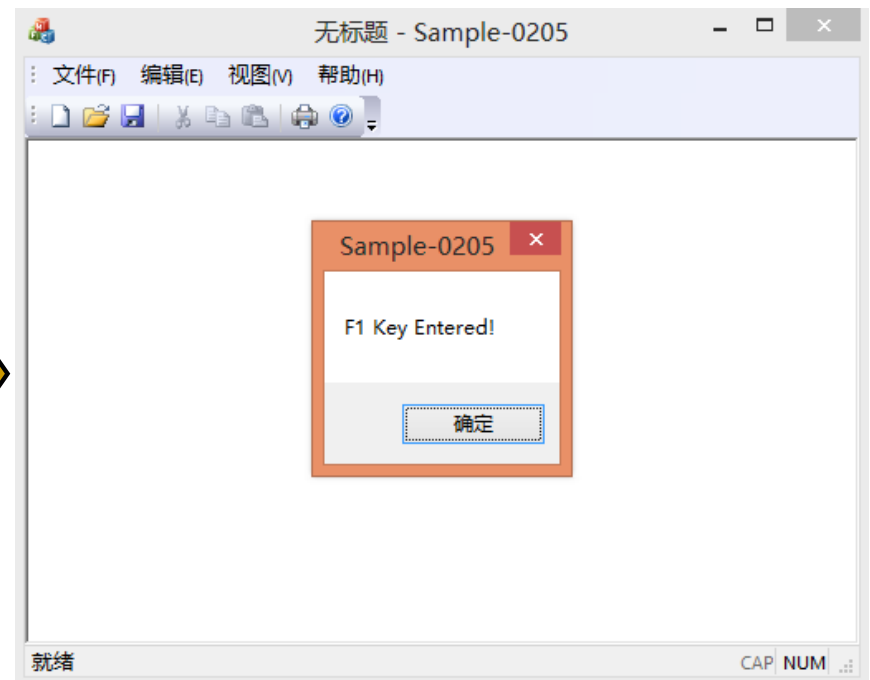 无标题 - Sample-0205
文件(F) 编辑(E) 视图(V) 帮助(H)
Sample-0205
F1 Key Entered!
确定
就绪 CAP NUM